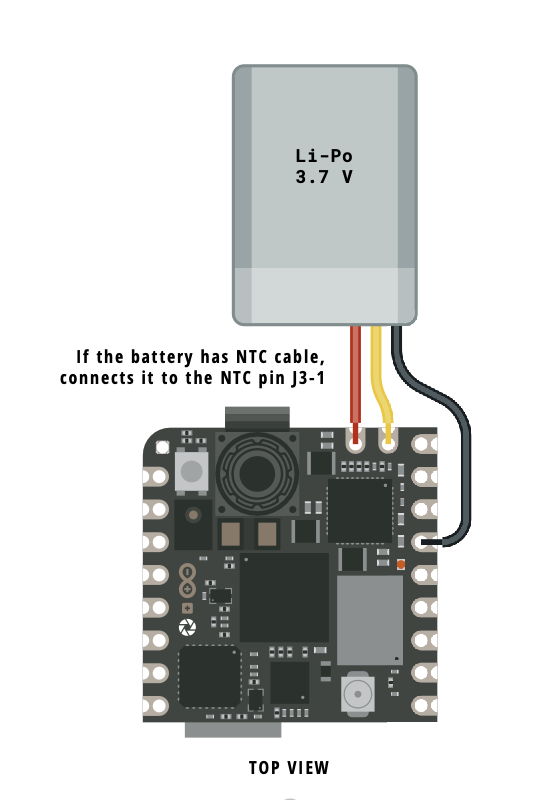 Li-Po
3.7 V
If the battery has NTC cable,
connects it to the NTC pin J3-1
TOP VIEW